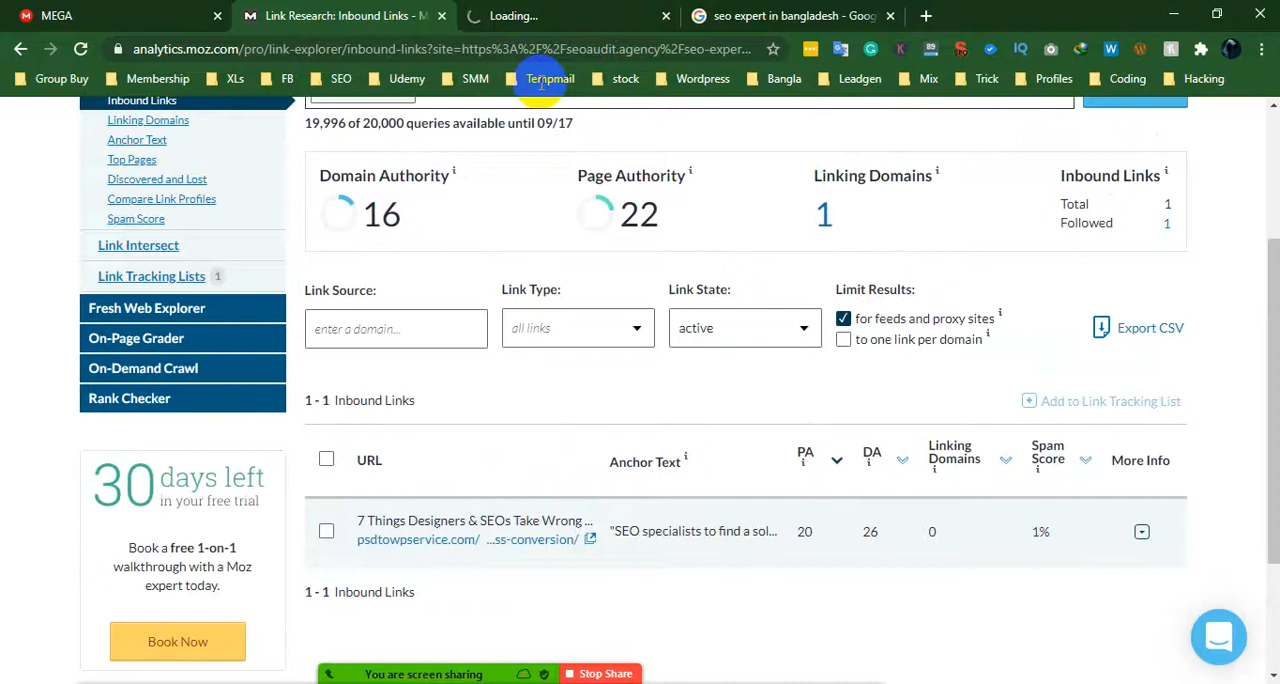 MEGA
Link Research: Inbound Links - M
Loading...
seo expert in bangladesh - Goog
analytics.moz.com/pro/link-explorer/inbound-links?site=https%3A%2F%2Fseoaudit.agency%2Fseo-exper...
Group Buy
Membership
XLs
FB
SEO
Udemy
SMM
Tempmail
stock
Wordpress
Bangla
Leadgen
Mix
Trick
Profiles
Coding
Hacking
Inbound Links
Linking Domains
Anchor Text
Top Pages
Discovered and Lost
Compare Link Profiles
Spam Score
Link Intersect
Link Tracking Lists 1
Fresh Web Explorer
On-Page Grader
On-Demand Crawl
Rank Checker
30 days left
in your free trial
Book a free 1-on-1
walkthrough with a Moz
expert today.
Book Now
19,996 of 20,000 queries available until 09/17
Domain Authority i
16
Page Authority i
22
Linking Domains i
1
Inbound Links i
Total 1
Followed 1
Link Source:
enter a domain...
Link Type:
all links
Link State:
active
Limit Results:
for feeds and proxy sites i
to one link per domain i
Export CSV
1 - 1 Inbound Links
Add to Link Tracking List
URL
Anchor Text i
PA i
DA i
Linking Domains i
Spam Score i
More Info
7 Things Designers & SEOs Take Wrong ...
psdtowpservice.com/ ...ss-conversion/
"SEO specialists to find a sol...
20
26
0
1%
1 - 1 Inbound Links
You are screen sharing
Stop Share